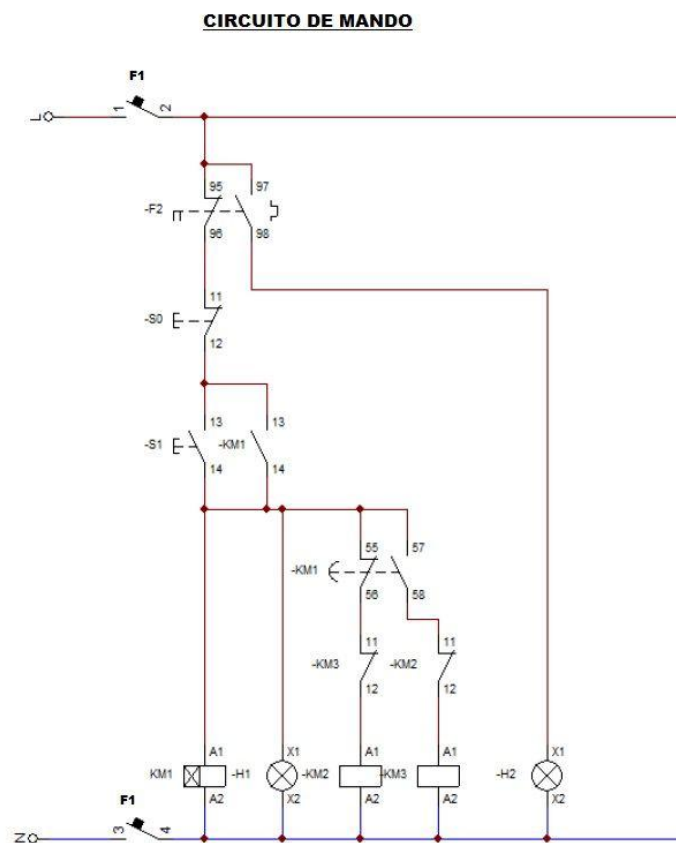 CIRCUITO DE MANDO
F1
L 1 2
95 97
-F2
96 98
11
-S0
12
13 13
-S1 -KM1
14 14
55 57
-KM1
56 58
11 11
-KM3 -KM2
12 12
A1 X1 A1 A1 X1
KM1 -H1 -KM2 -KM3 -H2
A2 X2 A2 A2 X2
F1
N 3 4